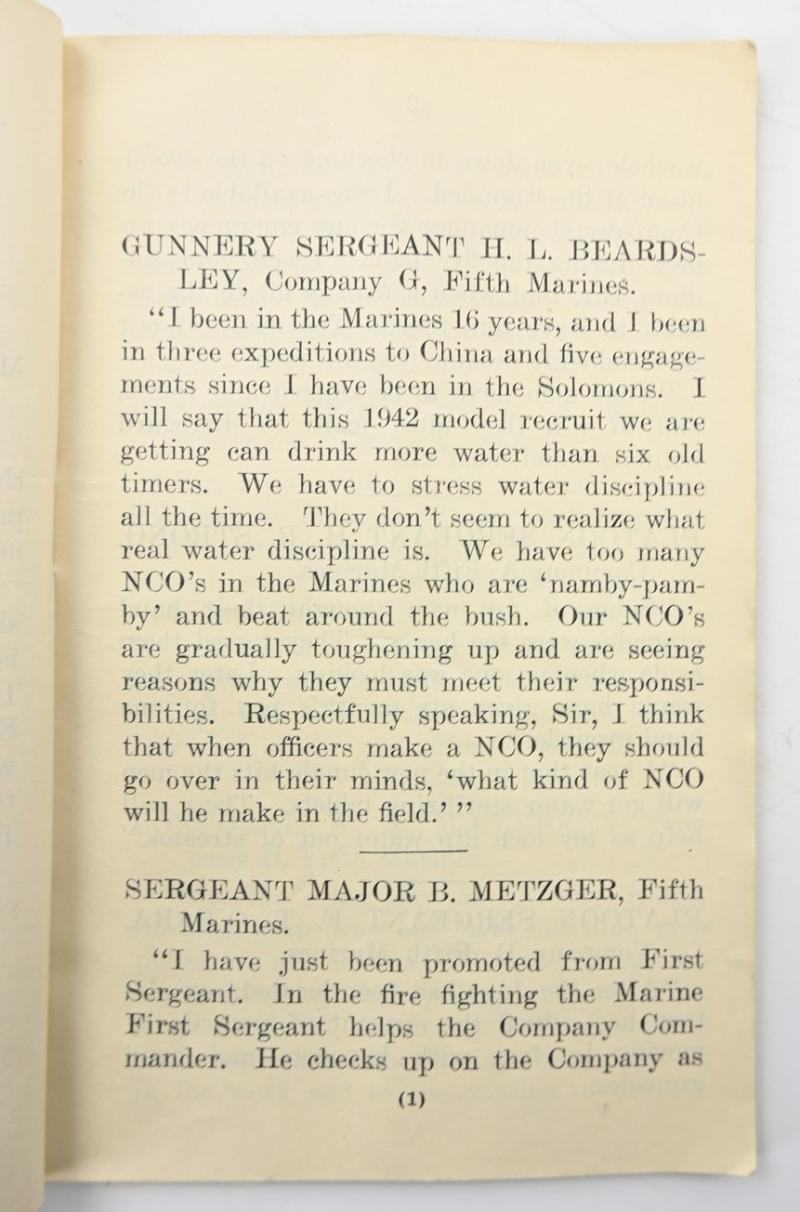 GUNNERY SERGEANT H. L. BEARDS-
LEY, Company G, Fifth Marines.
“I been in the Marines 16 years, and I been
in three expeditions to China and five engage-
ments since I have been in the Solomons. I
will say that this 1942 model recruit we are
getting can drink more water than six old
timers. We have to stress water discipline
all the time. They don’t seem to realize what
real water discipline is. We have too many
NCO’s in the Marines who are ‘namby-pam-
by’ and beat around the bush. Our NCO’s
are gradually toughening up and are seeing
reasons why they must meet their responsi-
bilities. Respectfully speaking, Sir, I think
that when officers make a NCO, they should
go over in their minds, ‘what kind of NCO
will he make in the field.’ ”
SERGEANT MAJOR B. METZGER, Fifth
Marines.
“I have just been promoted from First
Sergeant. In the fire fighting the Marine
First Sergeant helps the Company Com-
mander. He checks up on the Company as
(1)